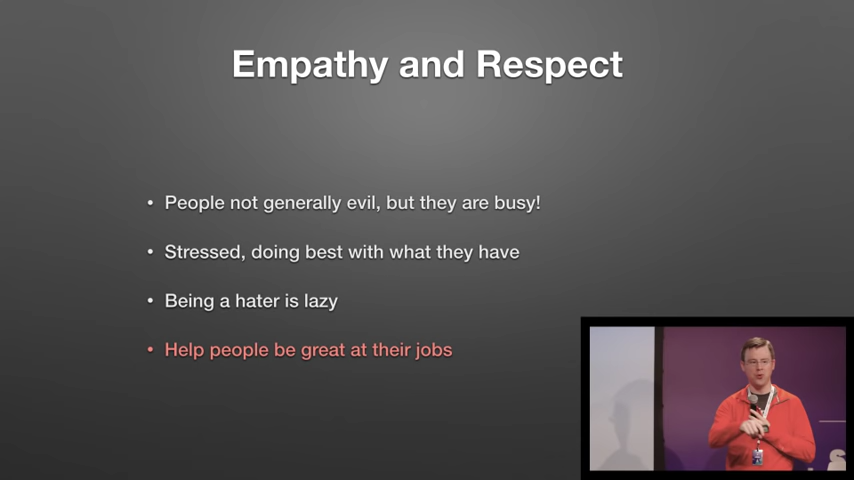 Empathy and Respect
• People not generally evil, but they are busy!
• Stressed, doing best with what they have
• Being a hater is lazy
• Help people be great at their jobs